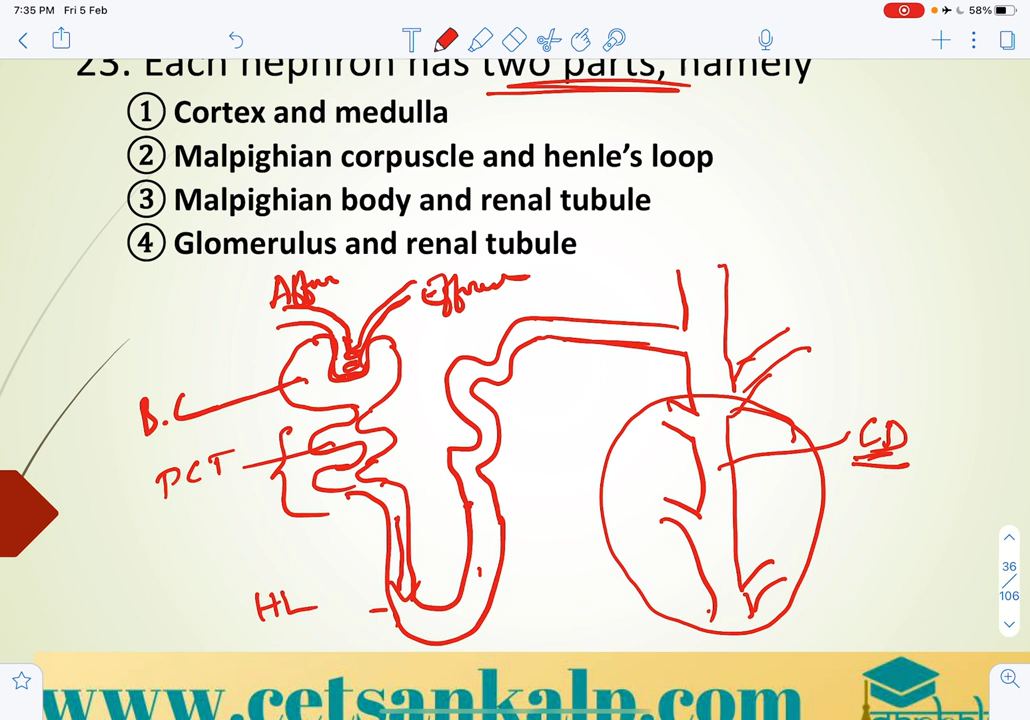 7:35 PM Fri 5 Feb
58%
T
23. Each nephron has two parts, namely
① Cortex and medulla
② Malpighian corpuscle and henle's loop
③ Malpighian body and renal tubule
④ Glomerulus and renal tubule
B.C
PCT
CD
HL
36
/
106
www.cetsankalp.com